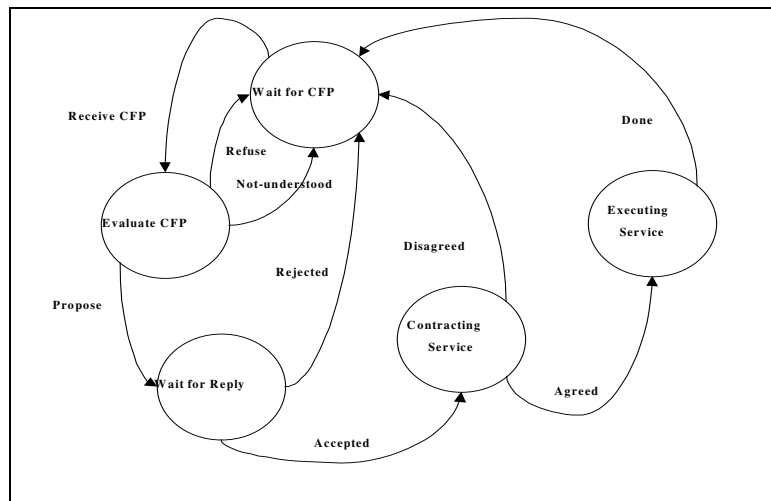 Wait for CFP
Receive CFP
Done
Refuse
Not-understood
Evaluate CFP
Executing
Service
Disagreed
Rejected
Propose
Contracting
Service
Wait for Reply
Agreed
Accepted